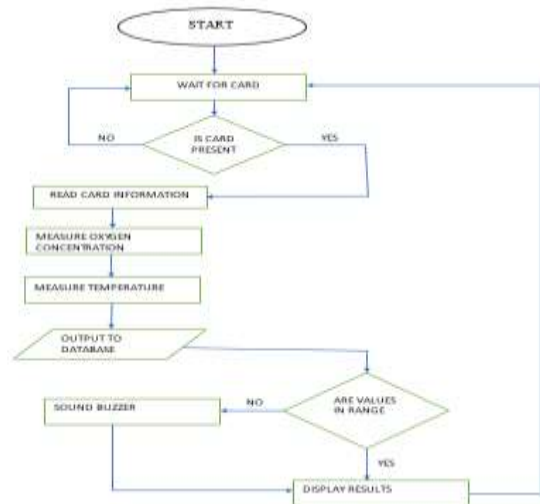 START
WAIT FOR CARD
NO
IS CARD
PRESENT
YES
READ CARD INFORMATION
MEASURE OXYGEN
CONCENTRATION
MEASURE TEMPERATURE
OUTPUT TO
DATABASE
SOUND BUZZER
NO
ARE VALUES
IN RANGE
YES
DISPLAY RESULTS